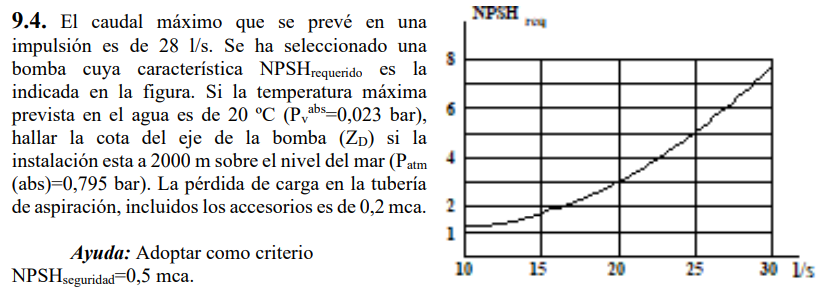 9.4. El caudal máximo que se prevé en una
impulsión es de 28 l/s. Se ha seleccionado una
bomba cuya característica NPSHrequerido es la
indicada en la figura. Si la temperatura máxima
prevista en el agua es de 20 ºC (Pvabs=0,023 bar),
hallar la cota del eje de la bomba (ZD) si la
instalación esta a 2000 m sobre el nivel del mar (Patm
(abs)=0,795 bar). La pérdida de carga en la tubería
de aspiración, incluidos los accesorios es de 0,2 mca.
Ayuda: Adoptar como criterio
NPSHseguridad=0,5 mca.
NPSH req
8
6
4
2
1
10 15 20 25 30 l/s